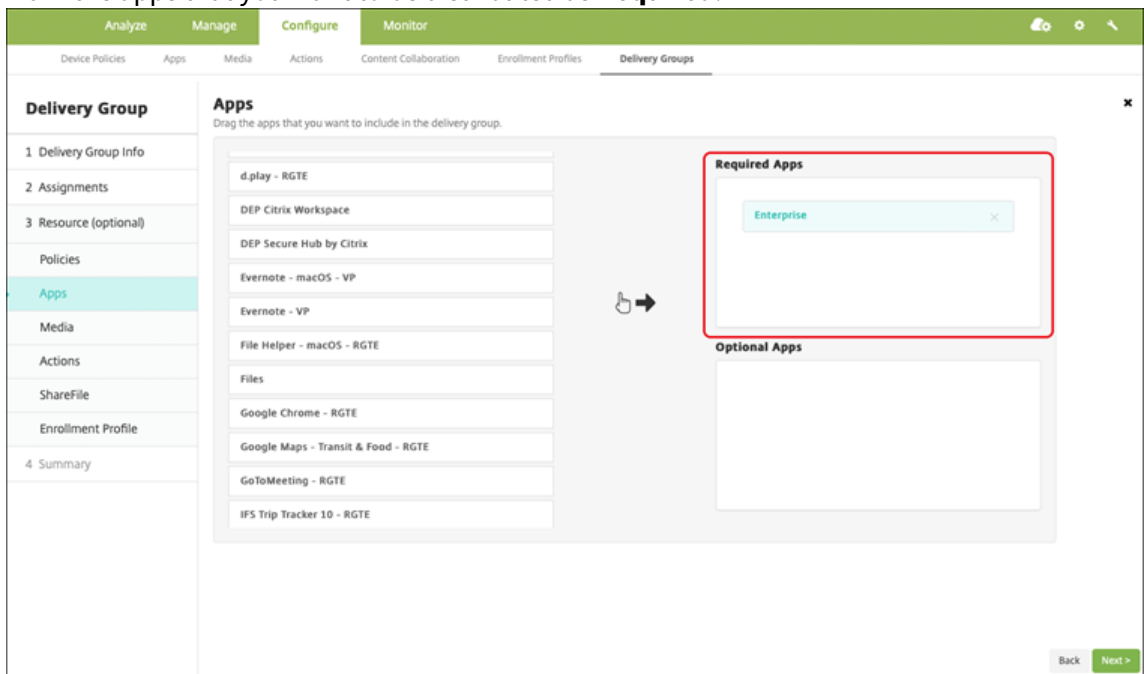 Analyze Manage Configure Monitor
Device Policies Apps Media Actions Content Collaboration Enrollment Profiles Delivery Groups
Delivery Group
1 Delivery Group Info
2 Assignments
3 Resource (optional)
Policies
Apps
Media
Actions
ShareFile
Enrollment Profile
4 Summary
Apps
Drag the apps that you want to include in the delivery group.
d.play - RGTE
DEP Citrix Workspace
DEP Secure Hub by Citrix
Evernote - macOS - VP
Evernote - VP
File Helper - macOS - RGTE
Files
Google Chrome - RGTE
Google Maps - Transit & Food - RGTE
GoToMeeting - RGTE
IFS Trip Tracker 10 - RGTE
Required Apps
Enterprise
Optional Apps
Back Next >